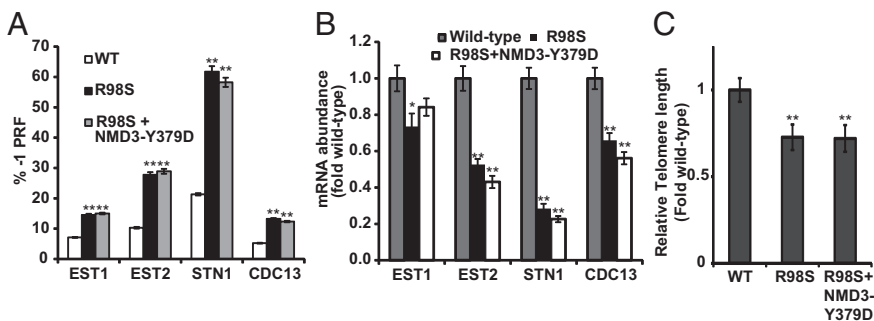 A
% -1 PRF
70
60
50
40
30
20
10
0
WT
R98S
R98S +
NMD3-Y379D
****
****
**
**
**
**
EST1
EST2
STN1
CDC13
B
Wild-type
R98S
R98S+NMD3-Y379D
mRNA abundance
(fold wild-type)
1.2
1.0
0.8
0.6
0.4
0.2
0.0
*
**
**
**
**
**
**
EST1
EST2
STN1
CDC13
C
Relative Telomere length
(Fold wild-type)
1
0.5
0
**
**
WT
R98S
R98S+
NMD3-
Y379D